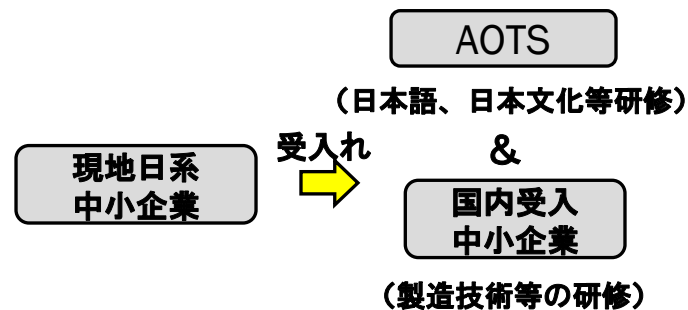 AOTS
（日本語、日本文化等研修）
受入れ
&
現地日系
中小企業
国内受入
中小企業
（製造技術等の研修）